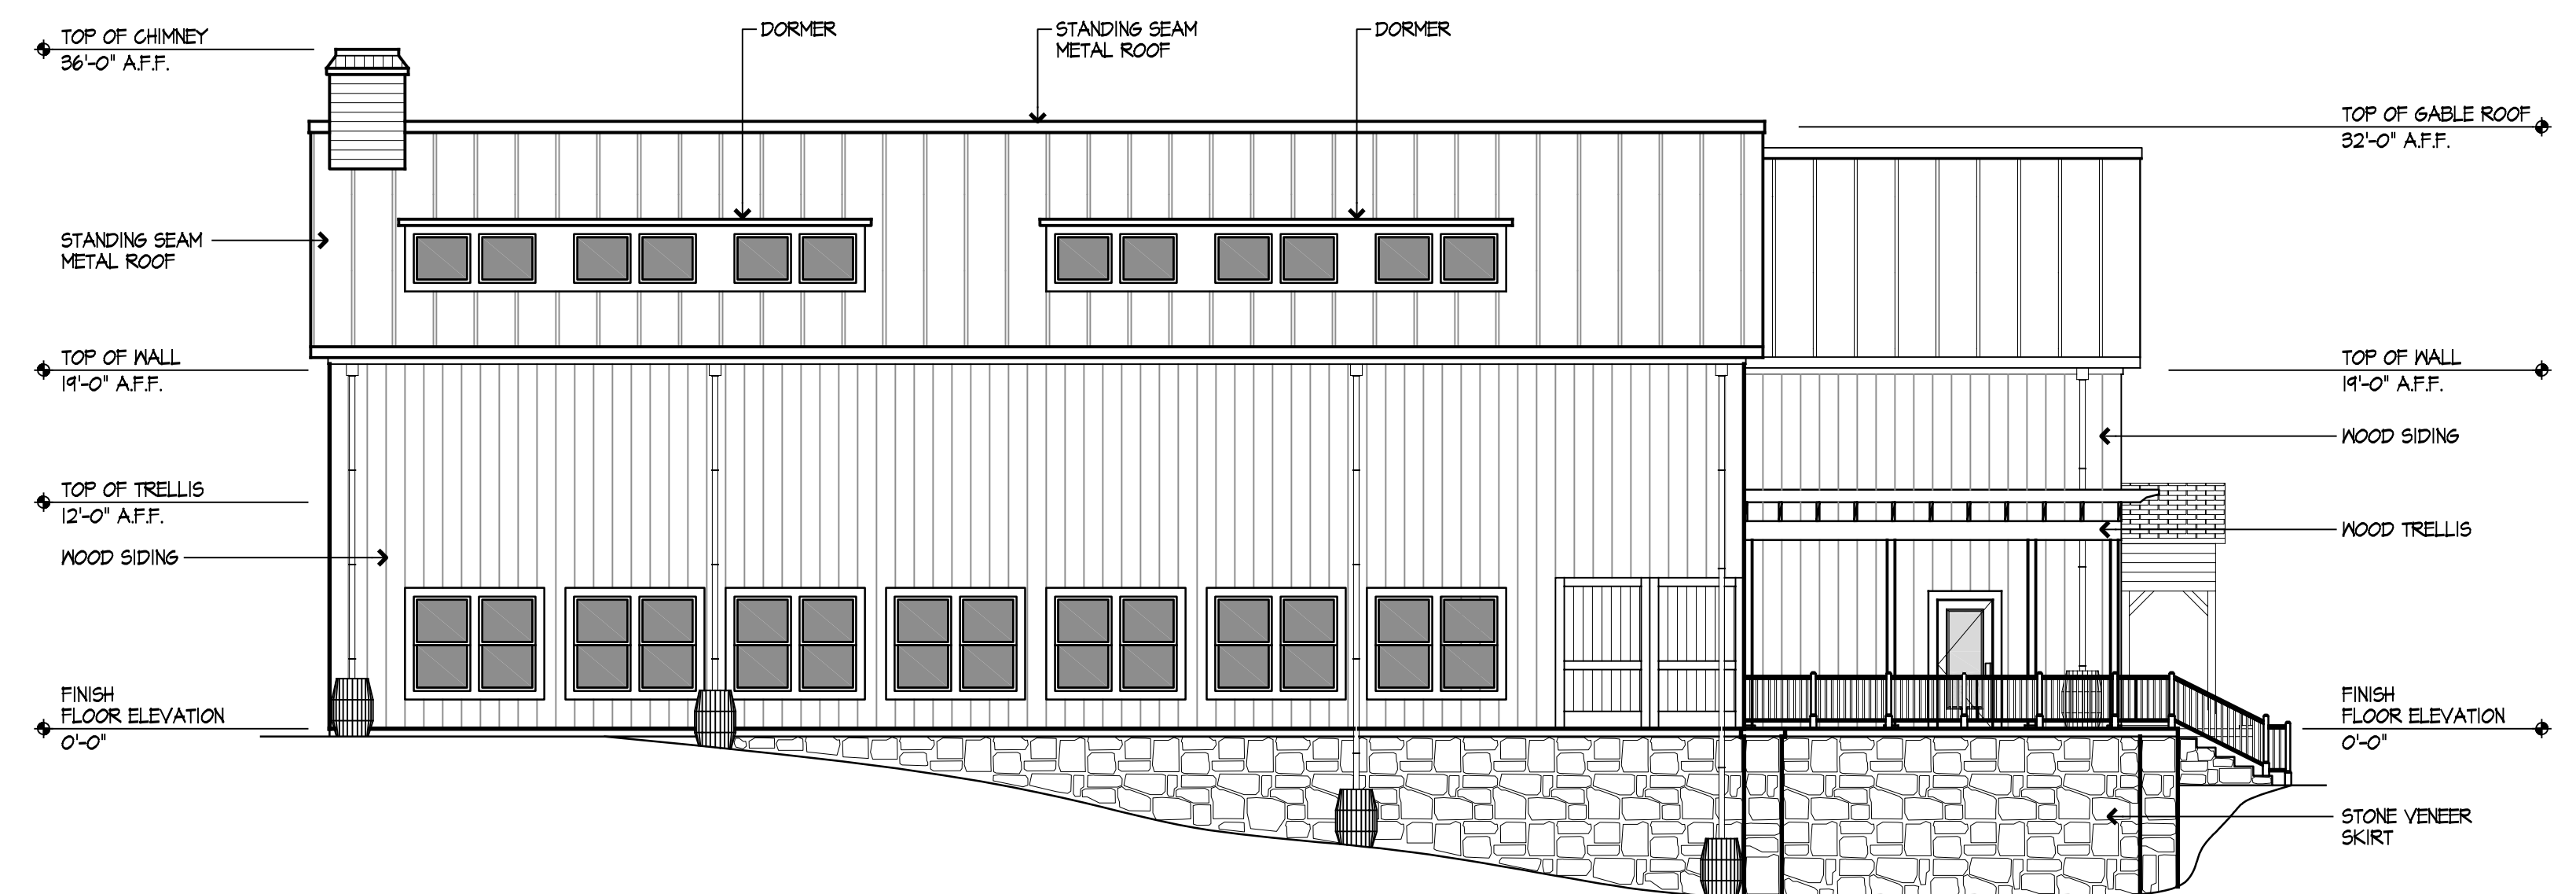 TOP OF CHIMNEY
36'-0" A.F.F.
DORMER
STANDING SEAM
METAL ROOF
DORMER
TOP OF GABLE ROOF
32'-0" A.F.F.
STANDING SEAM
METAL ROOF
TOP OF WALL
19'-0" A.F.F.
TOP OF WALL
19'-0" A.F.F.
WOOD SIDING
TOP OF TRELLIS
12'-0" A.F.F.
WOOD TRELLIS
WOOD SIDING
FINISH
FLOOR ELEVATION
0'-0"
FINISH
FLOOR ELEVATION
0'-0"
STONE VENEER
SKIRT